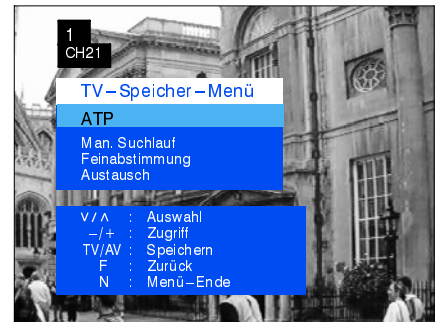 1
CH21
TV–Speicher–Menü
ATP
Man. Suchlauf
Feinabstimmung
Austausch
∨/∧ : Auswahl
–/+ : Zugriff
TV/AV : Speichern
F : Zurück
N : Menü–Ende